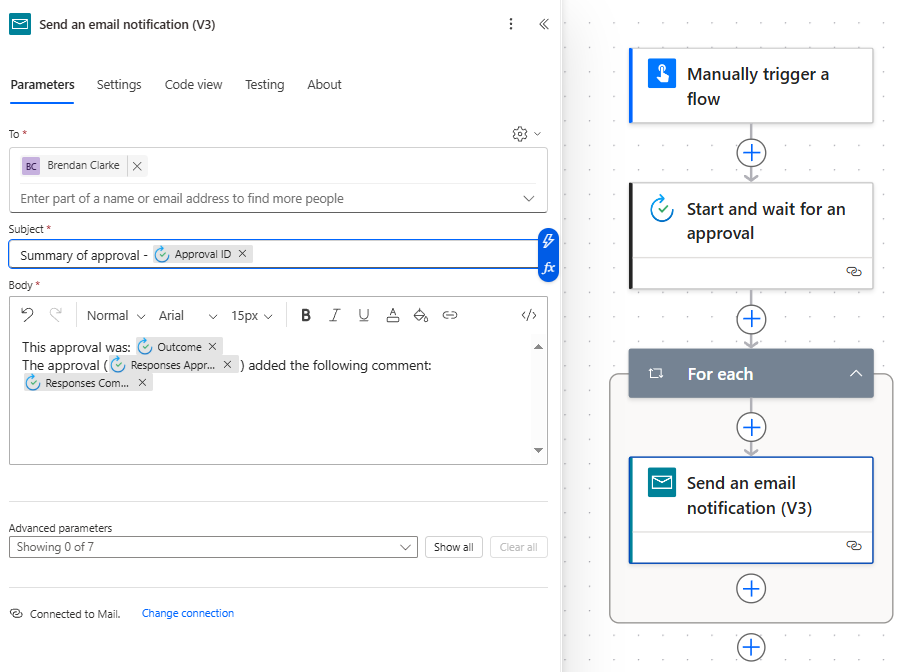 Send an email notification (V3)
Parameters
Settings
Code view
Testing
About
To *
BC Brendan Clarke
Enter part of a name or email address to find more people
Subject *
Summary of approval - Approval ID
fx
Body *
Normal
Arial
15px
B I U A
</>
This approval was: Outcome
The approval ( Responses Appr... ) added the following comment:
Responses Com...
Advanced parameters
Showing 0 of 7
Show all
Clear all
Connected to Mail.
Change connection
Manually trigger a
flow
Start and wait for an
approval
For each
Send an email
notification (V3)